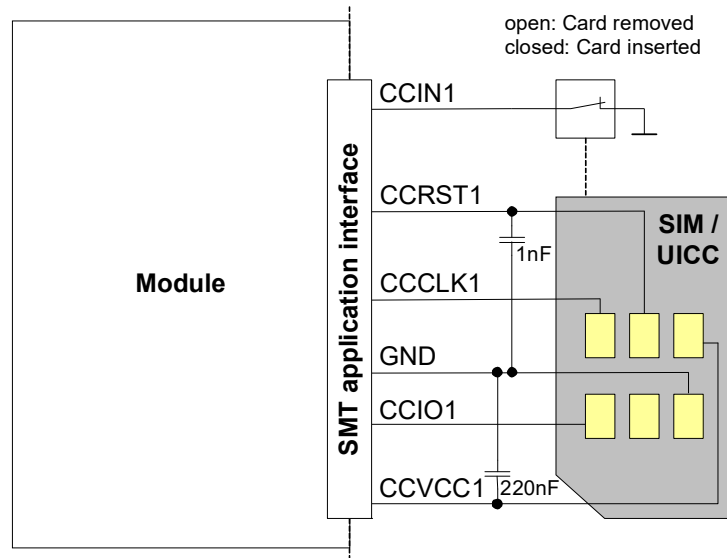 open: Card removed
closed: Card inserted
CCIN1
CCRST1
SIM /
UICC
1nF
Module
SMT application interface
CCCLK1
GND
CCIO1
CCVCC1
220nF